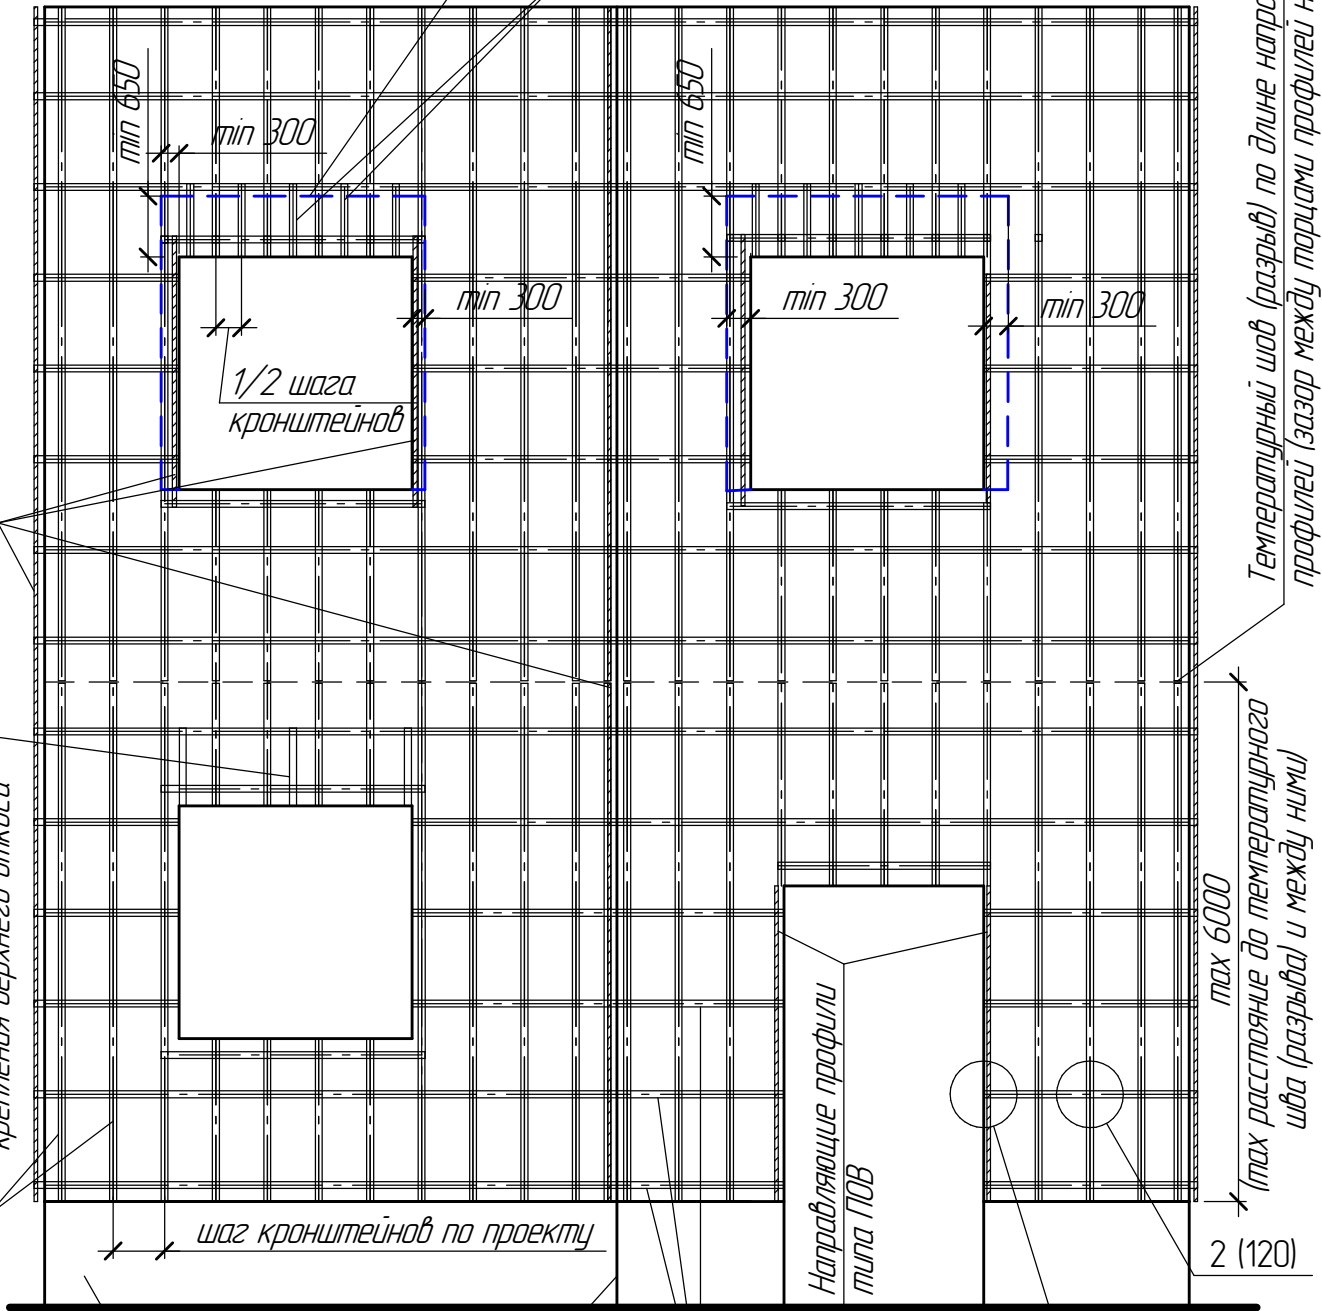 min 650
min 300
min 650
min 300
min 300
min 300
1/2 шага
кронштейнов
Температурный шов (разрыв) по длине
профилей (зазор между торцами профилей
крепления верхнего откоса
max 6000
(max расстояние до температурного
шва (разрыва) и между ними)
Направляющие профили
типа ПОВ
шаг кронштейнов по проекту
2 (120)